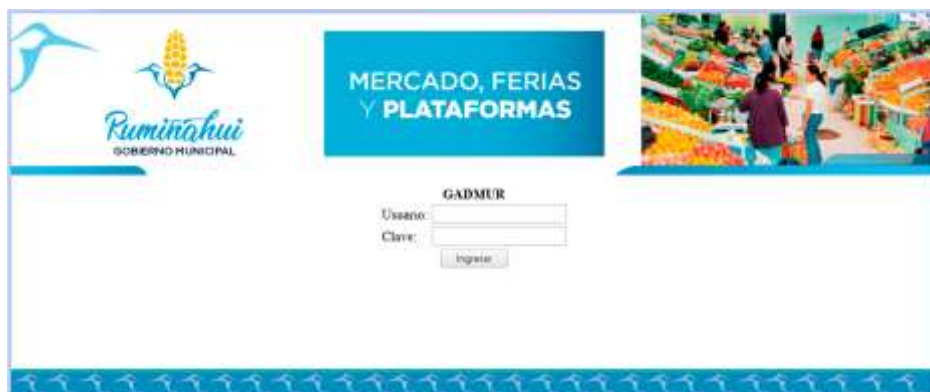 Rumiñahui
GOBIERNO MUNICIPAL
MERCADO, FERIAS
Y PLATAFORMAS
GADMUR
Usuario:
Clave:
Ingresar